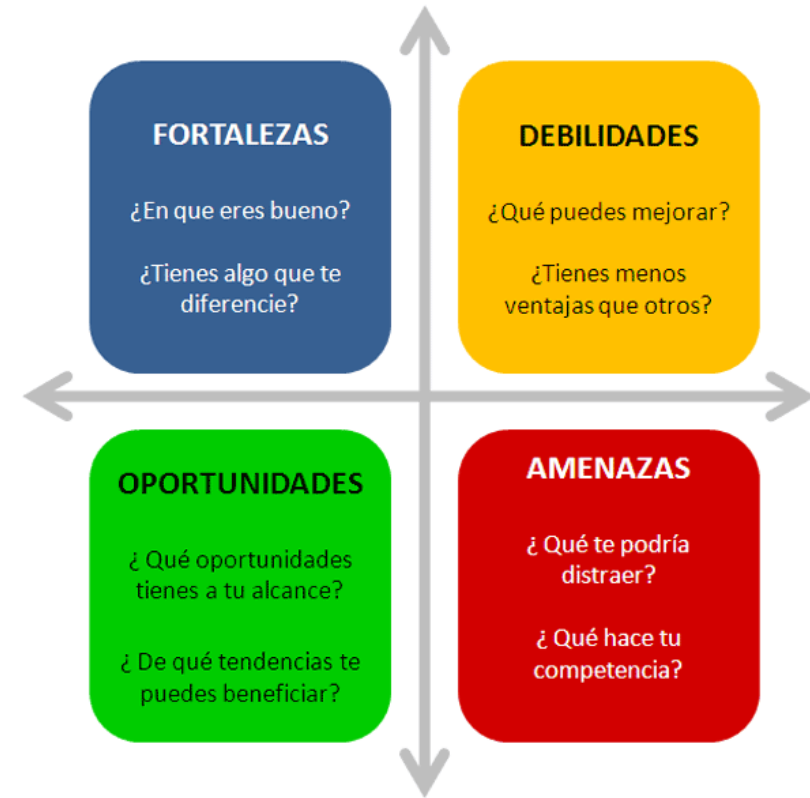 FORTALEZAS
¿En que eres bueno?
¿Tienes algo que te
diferencie?
DEBILIDADES
¿Qué puedes mejorar?
¿Tienes menos
ventajas que otros?
OPORTUNIDADES
¿ Qué oportunidades
tienes a tu alcance?
¿ De qué tendencias te
puedes beneficiar?
AMENAZAS
¿ Qué te podría
distraer?
¿ Qué hace tu
competencia?